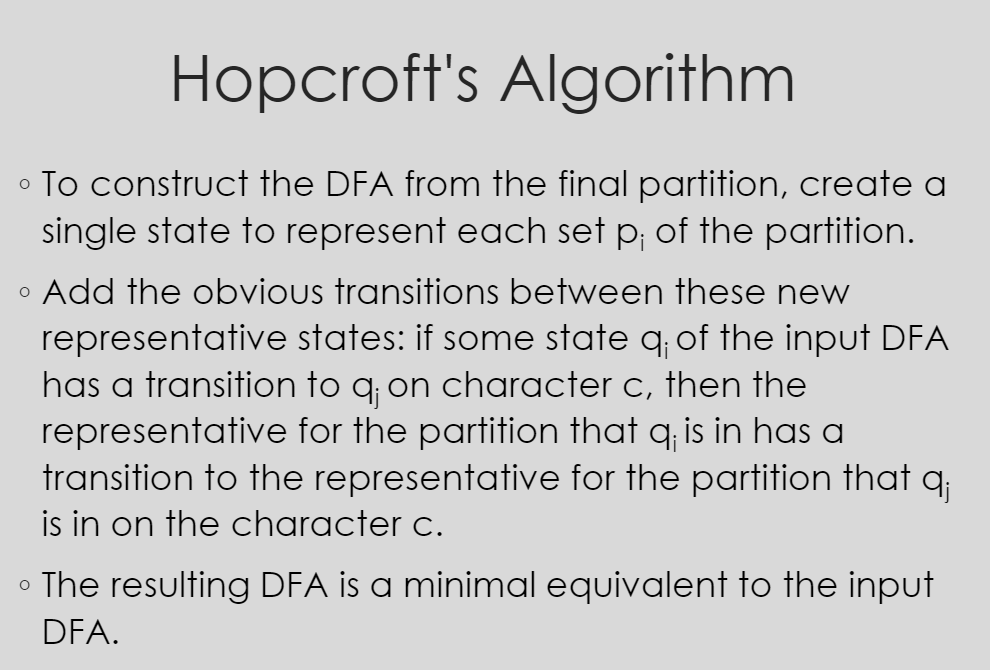 Hopcroft's Algorithm
◦ To construct the DFA from the final partition, create a
single state to represent each set pᵢ of the partition.
◦ Add the obvious transitions between these new
representative states: if some state qᵢ of the input DFA
has a transition to qⱼ on character c, then the
representative for the partition that qᵢ is in has a
transition to the representative for the partition that qⱼ
is in on the character c.
◦ The resulting DFA is a minimal equivalent to the input
DFA.